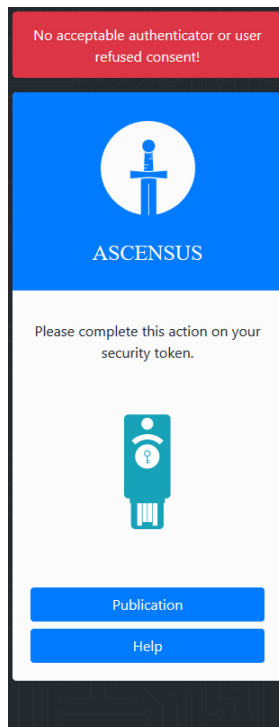 No acceptable authenticator or user
refused consent!
ASCENSUS
Please complete this action on your
security token.
Publication
Help